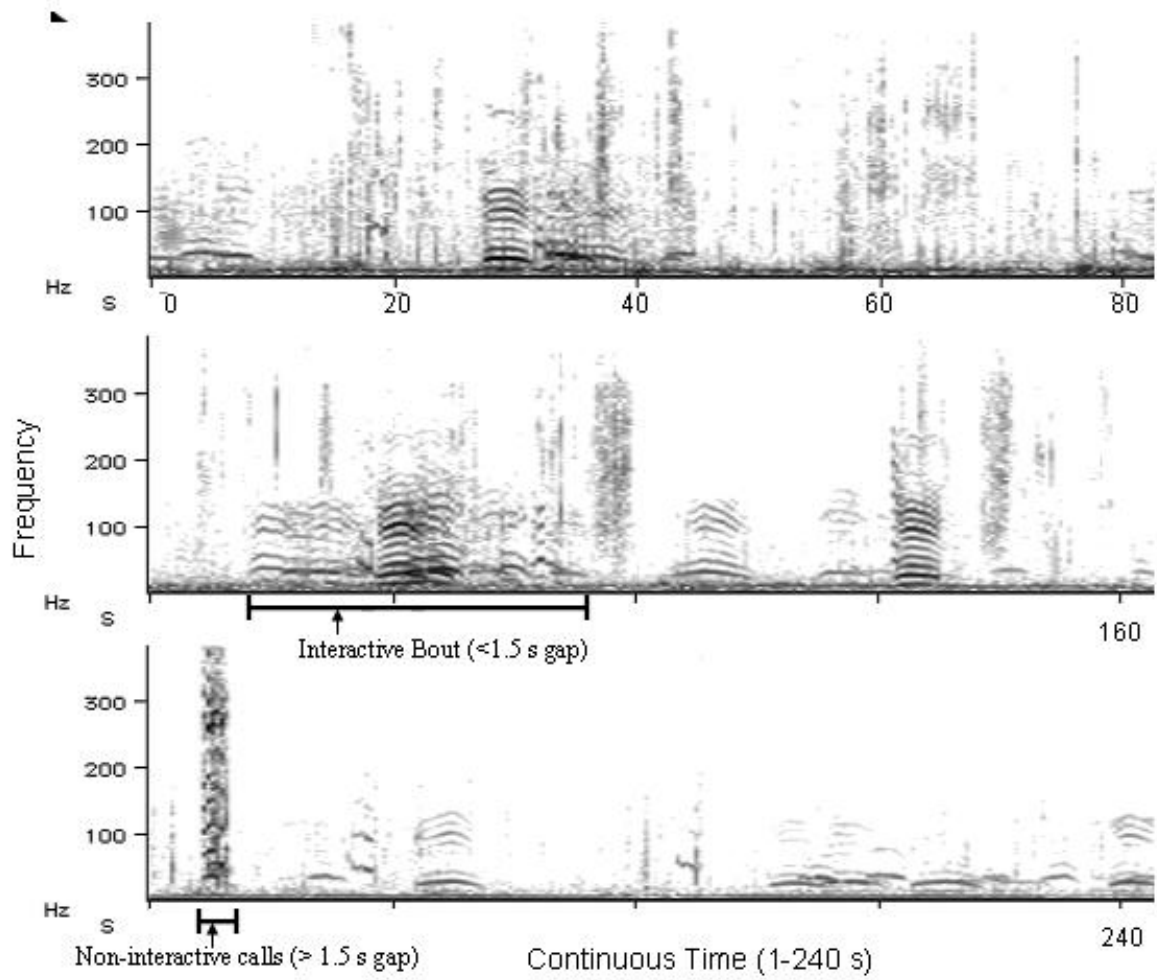 300
200
100
Hz
S
0
20
40
60
80
Frequency
300
200
100
Hz
S
160
Interactive Bout (<1.5 s gap)
300
200
100
Hz
S
240
Non-interactive calls (> 1.5 s gap)
Continuous Time (1-240 s)